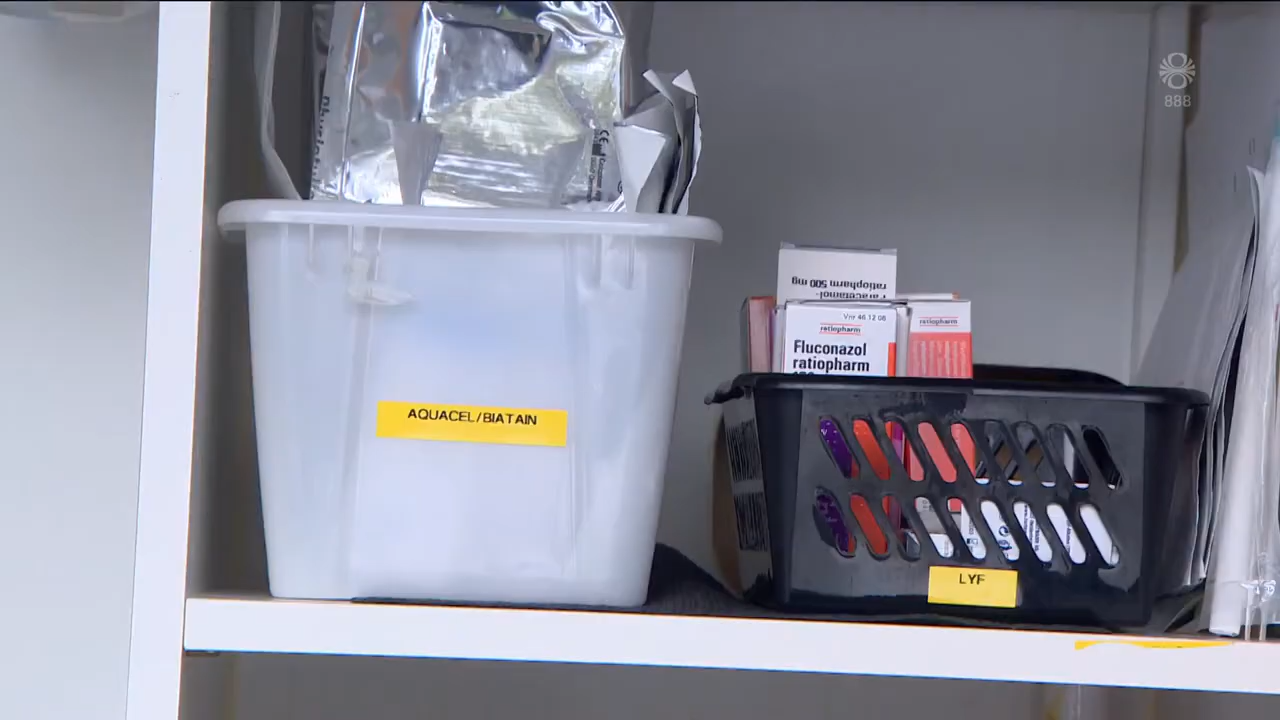 888
Paracetamol-
ratiopharm 500 mg
Vnr 46 12 06
ratiopharm
Fluconazol
ratiopharm
ratiopharm
AQUACEL/BIATAIN
LYF